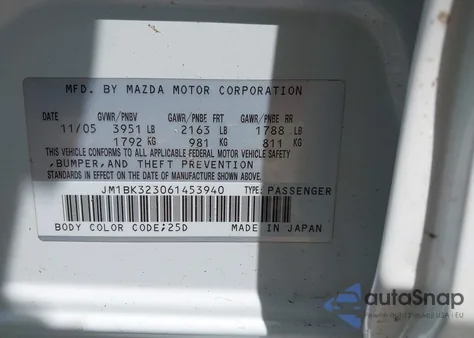 MFD. BY MAZDA MOTOR CORPORATION
DATE GVWR/PNBV GAWR/PNBE FRT GAWR/PNBE RR
11/05 3951 LB 2163 LB 1788 LB
1792 KG 981 KG 811 KG
THIS VEHICLE CONFORMS TO ALL APPLICABLE FEDERAL MOTOR VEHICLE SAFETY
,BUMPER,AND THEFT PREVENTION
STANDARDS IN EFFECT ON THE DATE OF MANUFACTURE SHOWN ABOVE.
JM1BK323061453940 TYPE: PASSENGER
BODY COLOR CODE;25D MADE IN JAPAN
autoSnap